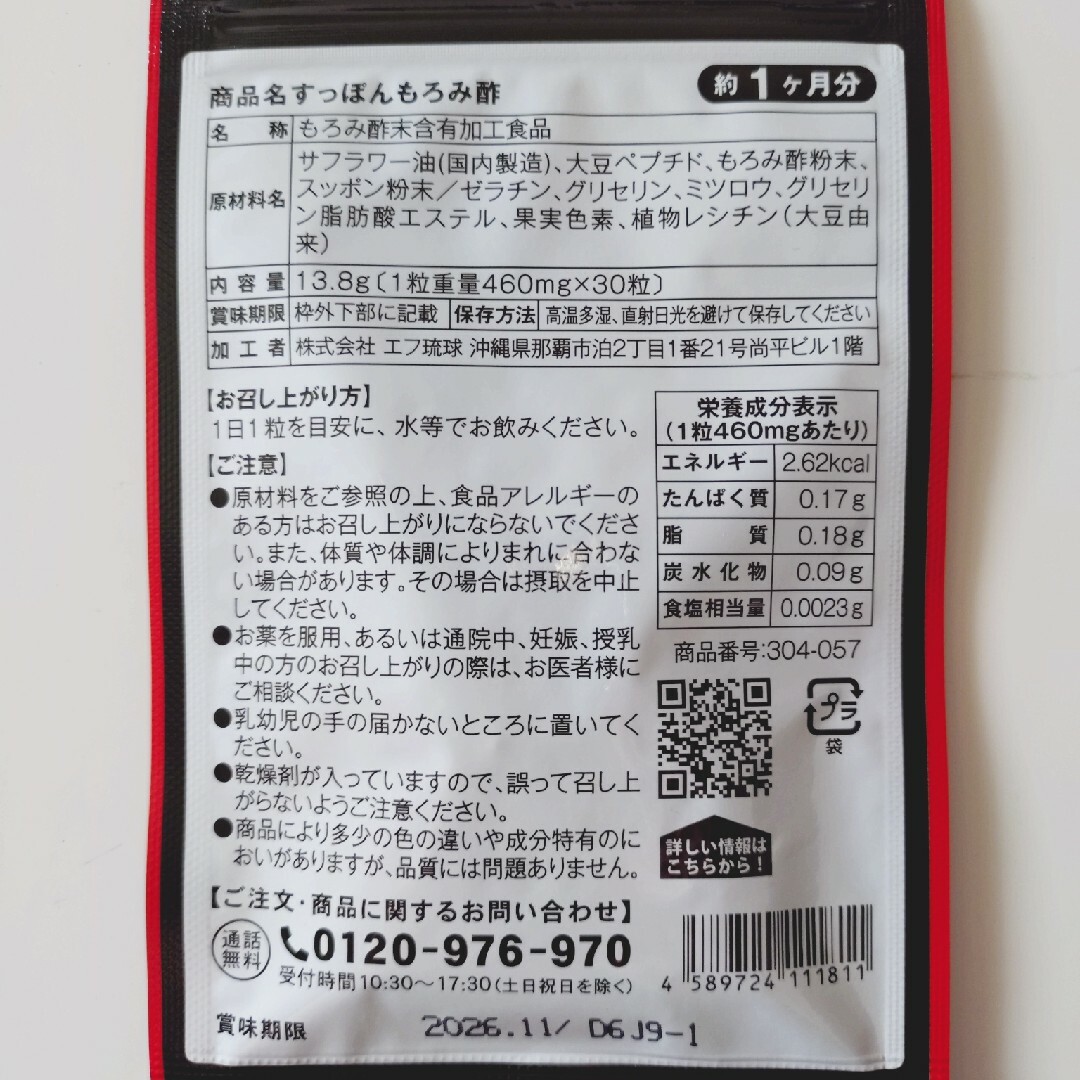 約1ヶ月分
商品名すっぽんもろみ酢
名称 もろみ酢末含有加工食品
原材料名 サフラワー油(国内製造)、大豆ペプチド、もろみ酢粉末、
スッポン粉末/ゼラチン、グリセリン、ミツロウ、グリセリ
ン脂肪酸エステル、果実色素、植物レシチン(大豆由
来)
内容量 13.8g〔1粒重量460mg×30粒〕
賞味期限 枠外下部に記載 保存方法 高温多湿、直射日光を避けて保存してください
加工者 株式会社 エフ琉球 沖縄県那覇市泊2丁目1番21号尚平ビル1階
【お召し上がり方】
1日1粒を目安に、水等でお飲みください。
【ご注意】
●原材料をご参照の上、食品アレルギーの
ある方はお召し上がりにならないでくださ
い。また、体質や体調によりまれに合わな
い場合があります。その場合は摂取を中止
してください。
●お薬を服用、あるいは通院中、妊娠、授乳
中の方のお召し上がりの際は、お医者様に
ご相談ください。
●乳幼児の手の届かないところに置いてく
ださい。
●乾燥剤が入っていますので、誤って召し上
がらないようご注意ください。
●商品により多少の色の違いや成分特有のに
おいがありますが、品質には問題ありません。
栄養成分表示
(1粒460mgあたり)
エネルギー 2.62kcal
たんぱく質 0.17g
脂質 0.18g
炭水化物 0.09g
食塩相当量 0.0023g
商品番号:304-057
プラ
袋
詳しい情報は
こちらから!
【ご注文・商品に関するお問い合わせ】
通話
無料
0120-976-970
受付時間10:30〜17:30(土日祝日を除く)
4 589724 111811
賞味期限 2026.11/ D6J9-1